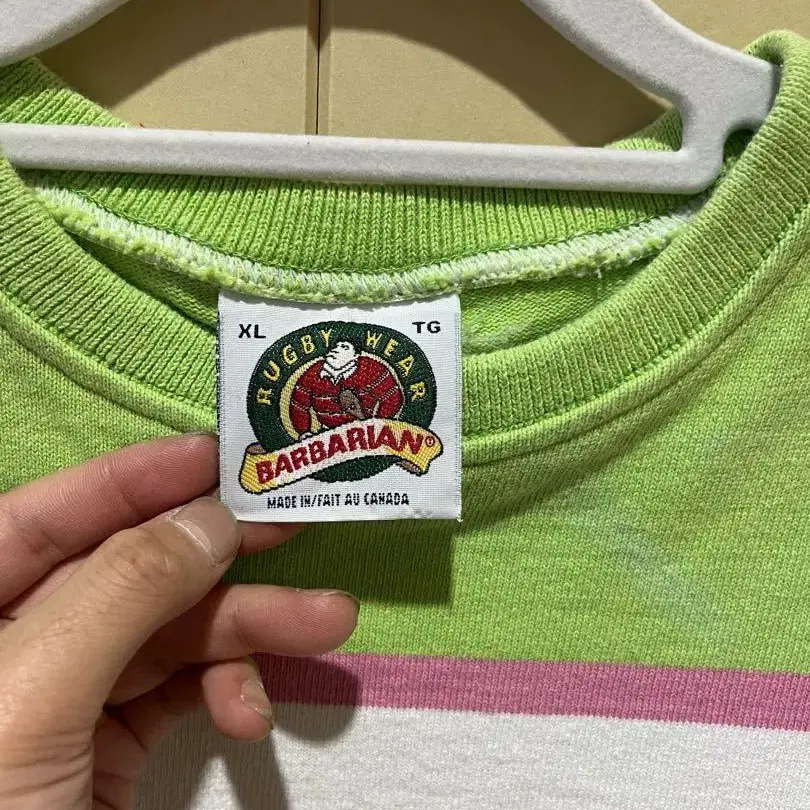 XL TG
RUGBY WEAR
BARBARIAN®
MADE IN/FAIT AU CANADA